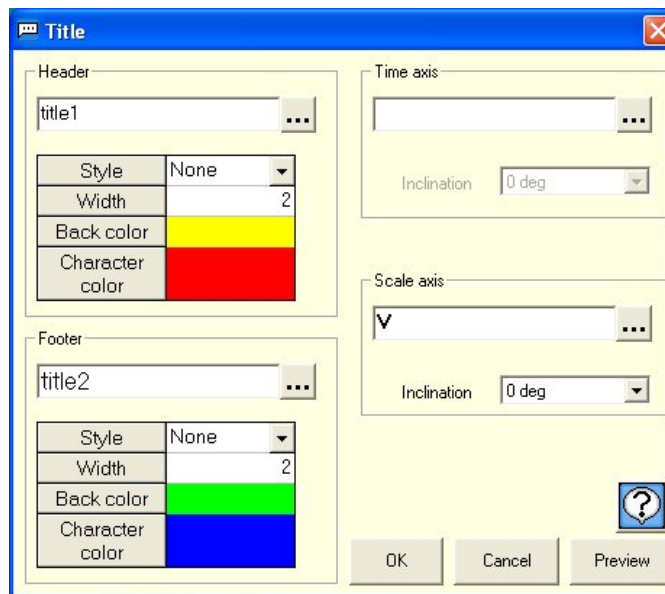 Title
Header
title1
...
Style None
Width 2
Back color
Character
color
Footer
title2
...
Style None
Width 2
Back color
Character
color
Time axis
...
Inclination 0 deg
Scale axis
V
...
Inclination 0 deg
?
OK Cancel Preview